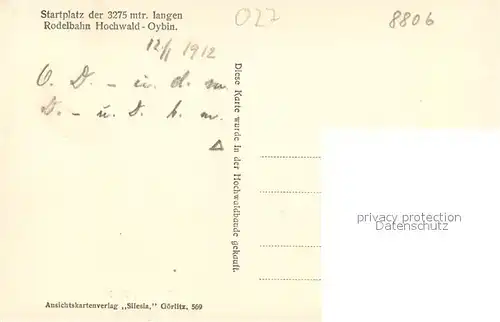 Startplatz der 3275 mtr. langen
Rodelbahn Hochwald-Oybin.
027
8806
12/1 1912
D. - u. d. m
D. - u. D. h. m.
Diese Karte wurde in der Hochwaldbaude gekauft.
privacy protection
Datenschutz
Ansichtskartenverlag „Silesia," Görlitz, 569